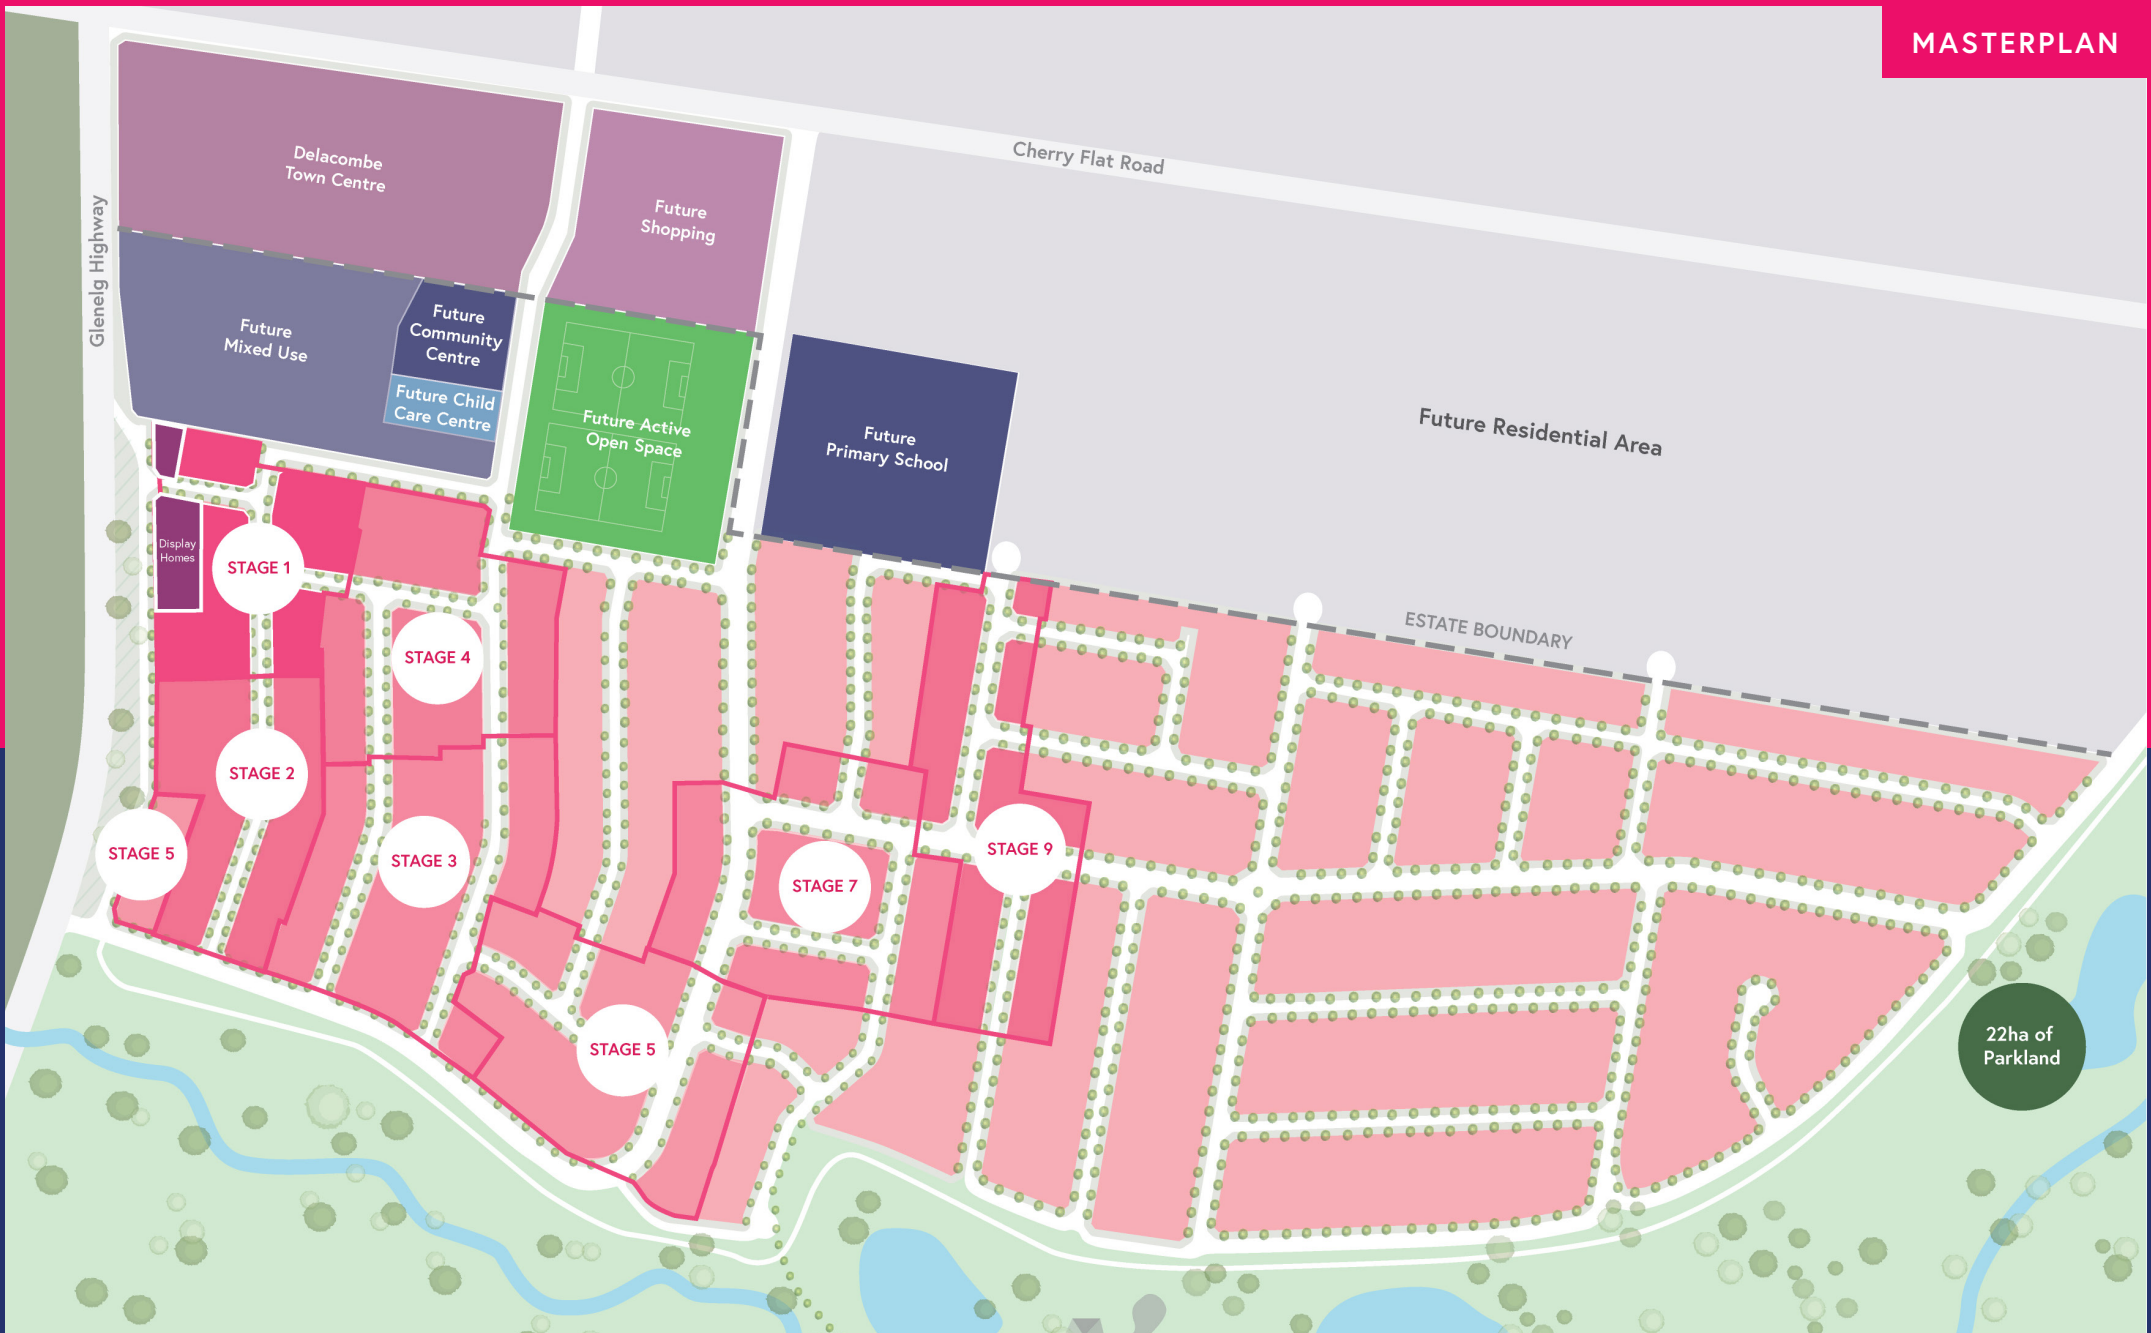 MASTERPLAN
Cherry Flat Road
Delacombe
Town Centre
Future
Shopping
Glenelg Highway
Future
Mixed Use
Future
Community
Centre
Future Child
Care Centre
Future Active
Open Space
Future
Primary School
Future Residential Area
Display
Homes
STAGE 1
ESTATE BOUNDARY
STAGE 4
STAGE 2
STAGE 5
STAGE 3
STAGE 9
STAGE 7
STAGE 5
22ha of
Parkland